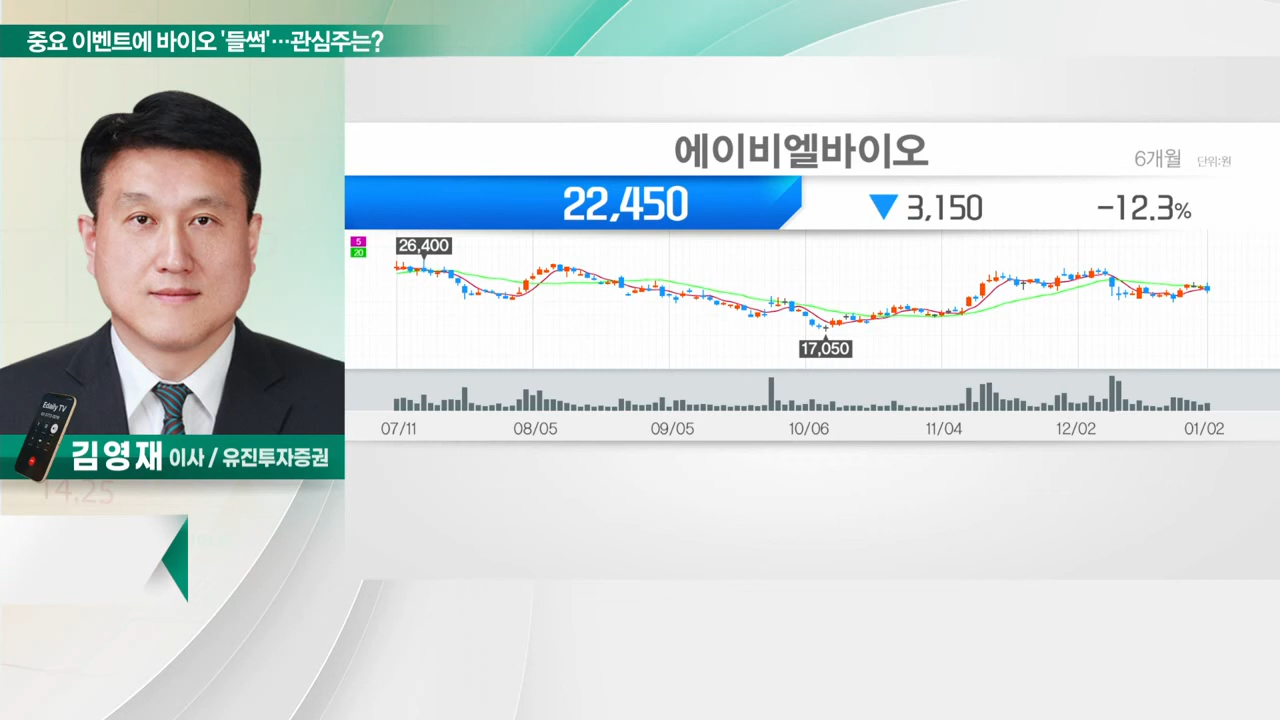 중요 이벤트에 바이오 '들썩'…관심주는?
에이비엘바이오
6개월 단위:원
22,450 ▼ 3,150 -12.3%
5
20
26,400
17,050
07/11 08/05 09/05 10/06 11/04 12/02 01/02
Edaily TV
김영재 이사 / 유진투자증권
14.25